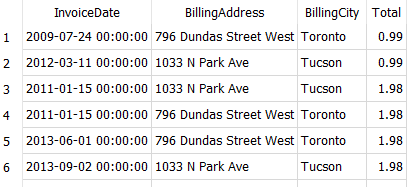 InvoiceDate BillingAddress BillingCity Total
1 2009-07-24 00:00:00 796 Dundas Street West Toronto 0.99
2 2012-03-11 00:00:00 1033 N Park Ave Tucson 0.99
3 2011-01-15 00:00:00 1033 N Park Ave Tucson 1.98
4 2011-01-15 00:00:00 796 Dundas Street West Toronto 1.98
5 2013-06-01 00:00:00 796 Dundas Street West Toronto 1.98
6 2013-09-02 00:00:00 1033 N Park Ave Tucson 1.98